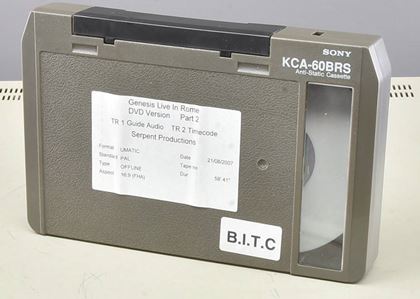 SONY
KCA-60BRS
Anti-Static Cassette
Genesis Live In Rome
DVD Version Part 2
TR 1 Guide Audio TR 2 Timecode
Serpent Productions
Format UMATIC
Standard PAL Date 21/08/2007
Type OFFLINE Tape no
Aspect 16:9 (FHA) Dur 58' 41"
B.I.T.C